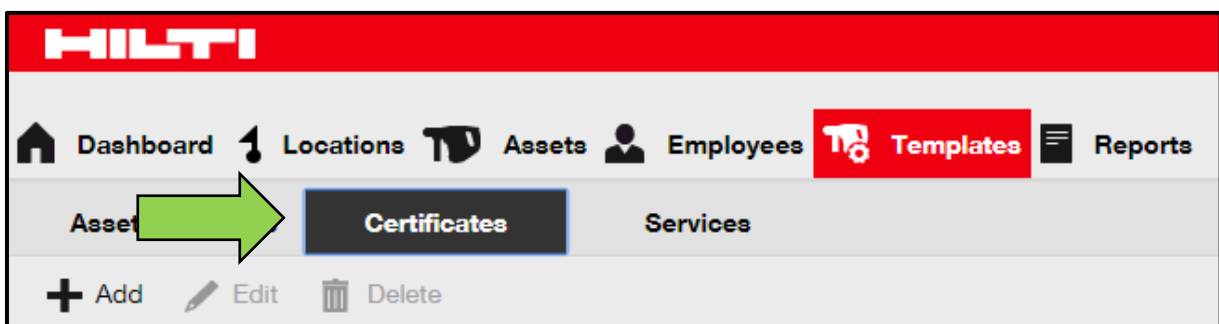 HILTI
Dashboard Locations Assets Employees Templates Reports
Certificates Services
Add Edit Delete